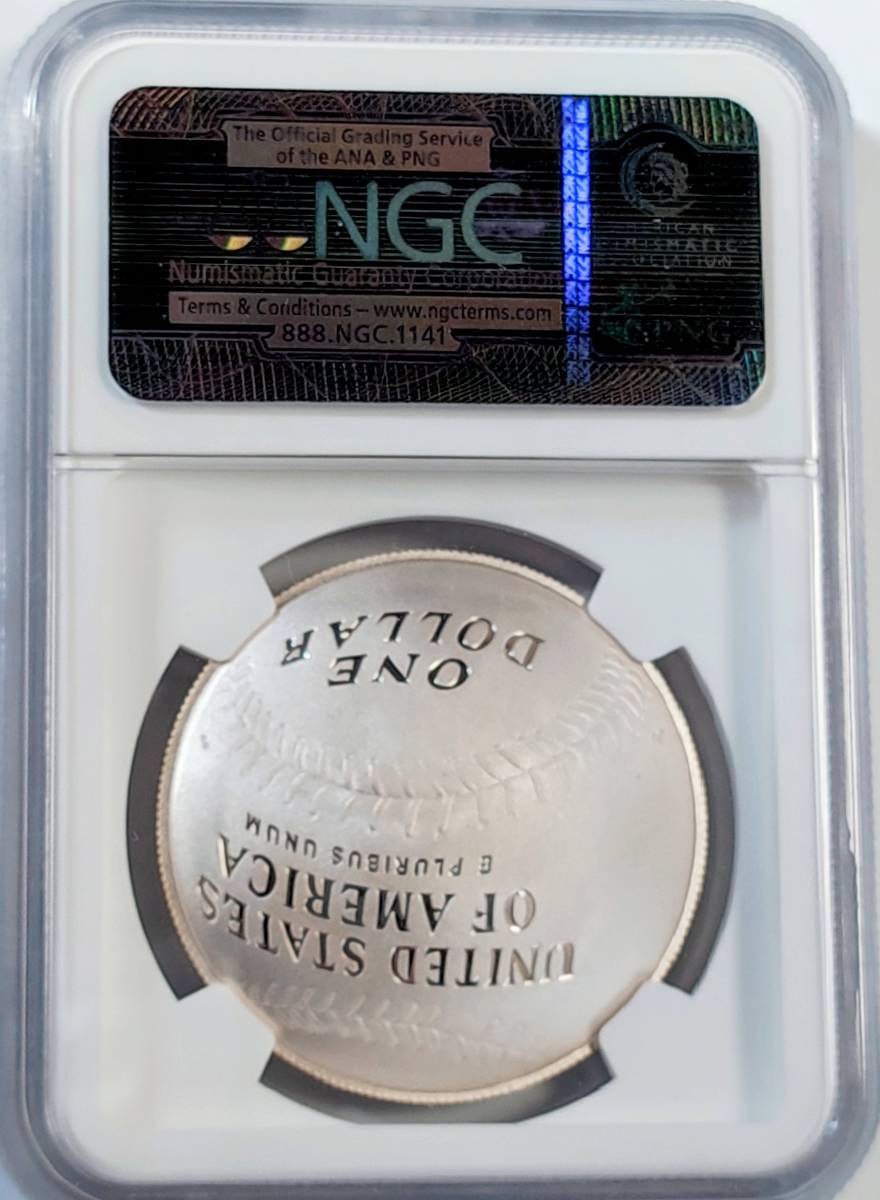 The Official Grading Service
of the ANA & PNG
NGC
Numismatic Guaranty Corporation
Terms & Conditions – www.ngcterms.com
888.NGC.1141
PNG
UNITED STATES
OF AMERICA
E PLURIBUS UNUM
ONE
DOLLAR